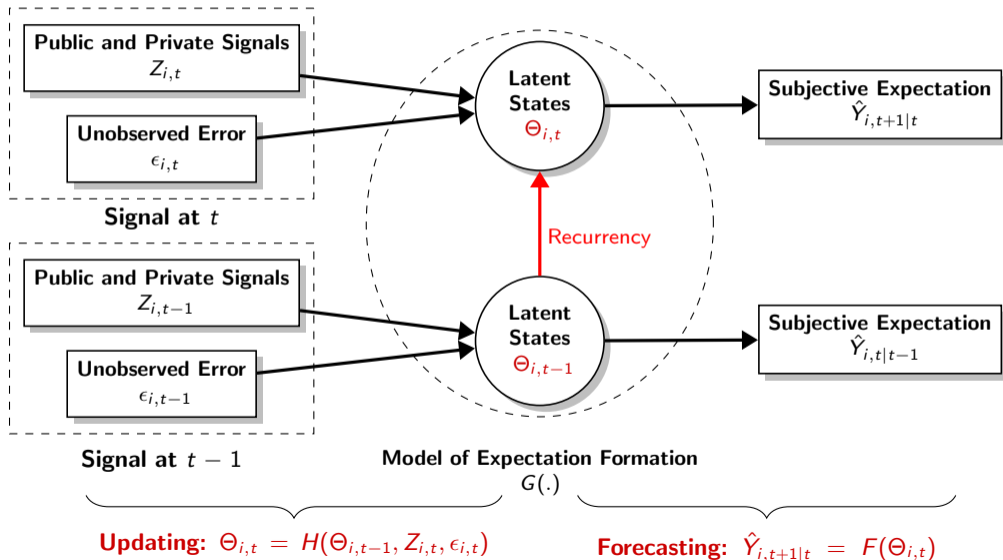 Public and Private Signals
Z_{i,t}
Unobserved Error
ϵ_{i,t}
Signal at t
Latent
States
Θ_{i,t}
Subjective Expectation
Ŷ_{i,t+1|t}
Recurrency
Public and Private Signals
Z_{i,t−1}
Unobserved Error
ϵ_{i,t−1}
Signal at t − 1
Latent
States
Θ_{i,t−1}
Subjective Expectation
Ŷ_{i,t|t−1}
Model of Expectation Formation
G(.)
Updating: Θ_{i,t} = H(Θ_{i,t−1}, Z_{i,t}, ϵ_{i,t})
Forecasting: Ŷ_{i,t+1|t} = F(Θ_{i,t})